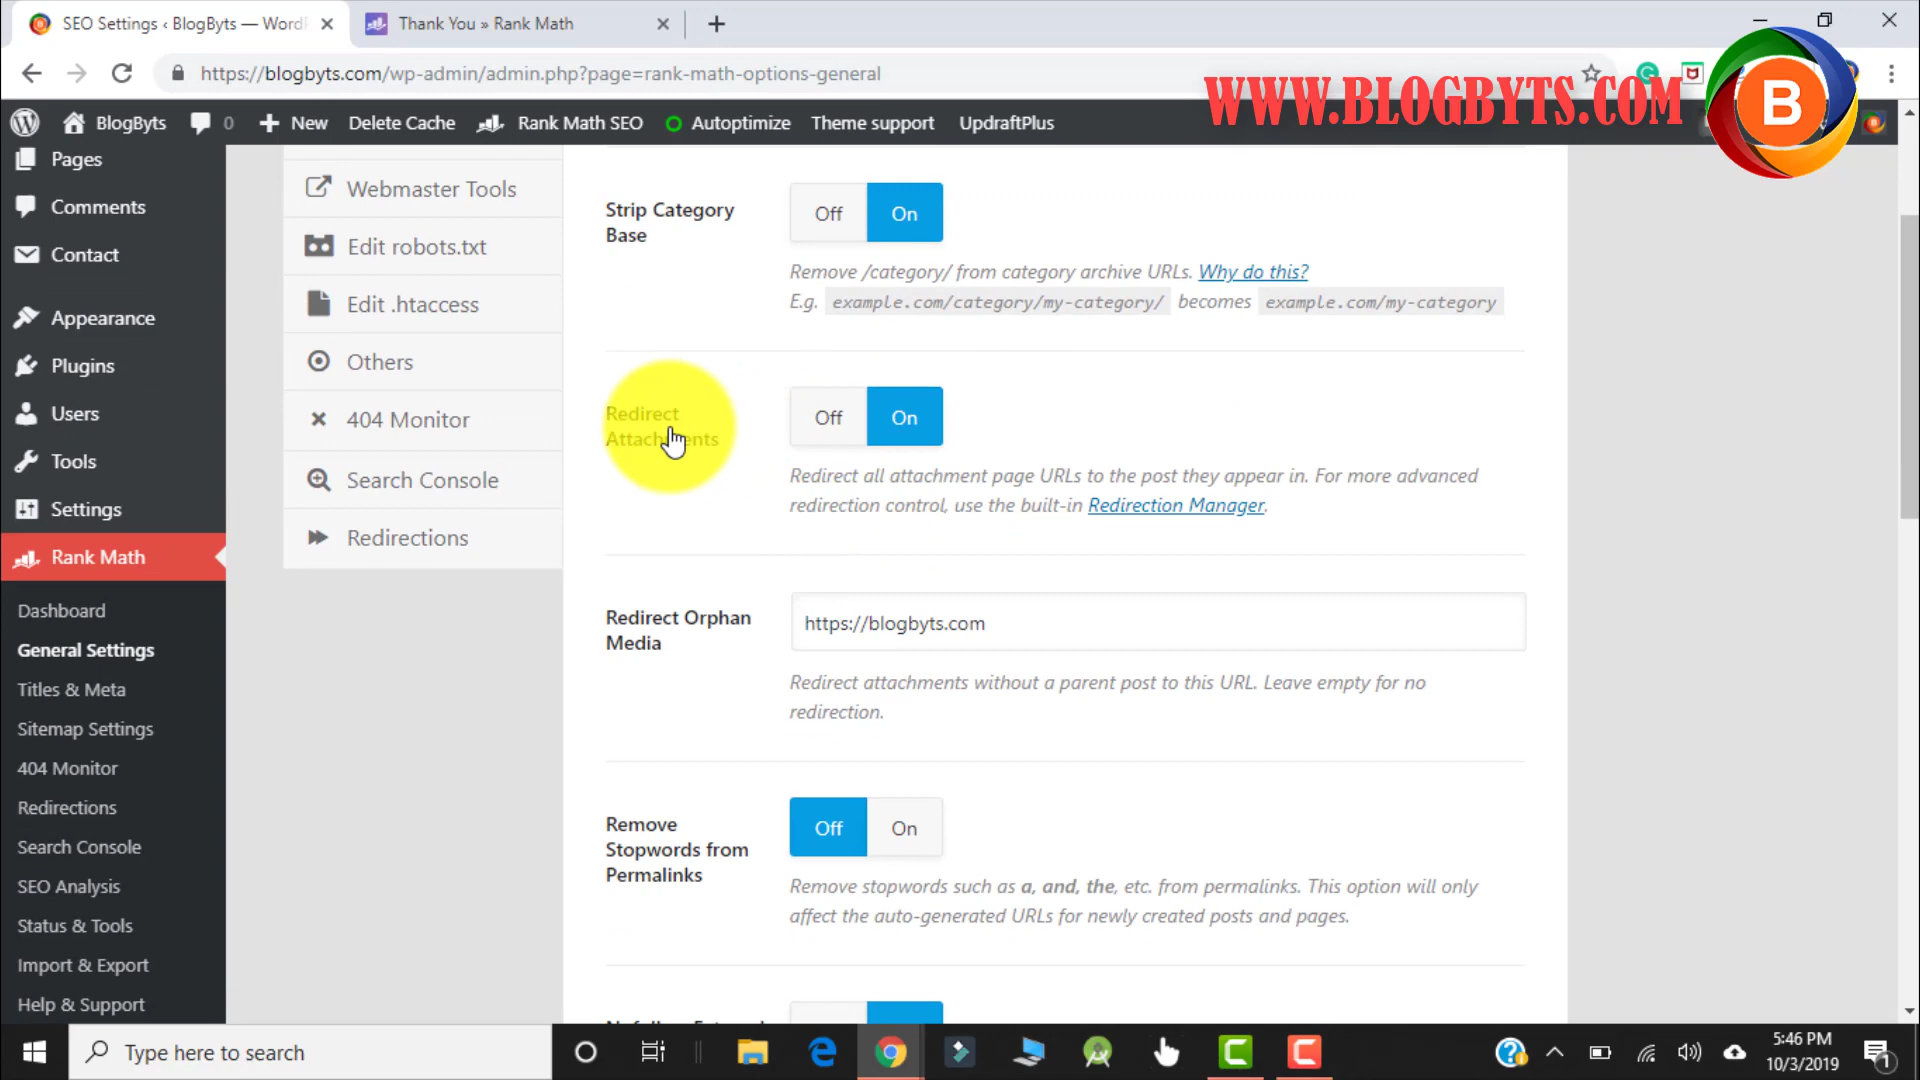 SEO Settings ‹ BlogByts — WordP
Thank You » Rank Math
https://blogbyts.com/wp-admin/admin.php?page=rank-math-options-general
WWW.BLOGBYTS.COM
B
BlogByts
0
New
Delete Cache
Rank Math SEO
Autoptimize
Theme support
UpdraftPlus
Pages
Comments
Contact
Appearance
Plugins
Users
Tools
Settings
Rank Math
Dashboard
General Settings
Titles & Meta
Sitemap Settings
404 Monitor
Redirections
Search Console
SEO Analysis
Status & Tools
Import & Export
Help & Support
Webmaster Tools
Edit robots.txt
Edit .htaccess
Others
404 Monitor
Search Console
Redirections
Strip Category
Base
Off On
Remove /category/ from category archive URLs. Why do this?
E.g. example.com/category/my-category/ becomes example.com/my-category
Redirect
Attachments
Off On
Redirect all attachment page URLs to the post they appear in. For more advanced
redirection control, use the built-in Redirection Manager.
Redirect Orphan
Media
https://blogbyts.com
Redirect attachments without a parent post to this URL. Leave empty for no
redirection.
Remove
Stopwords from
Permalinks
Off On
Remove stopwords such as a, and, the, etc. from permalinks. This option will only
affect the auto-generated URLs for newly created posts and pages.
Type here to search
5:46 PM
10/3/2019
1